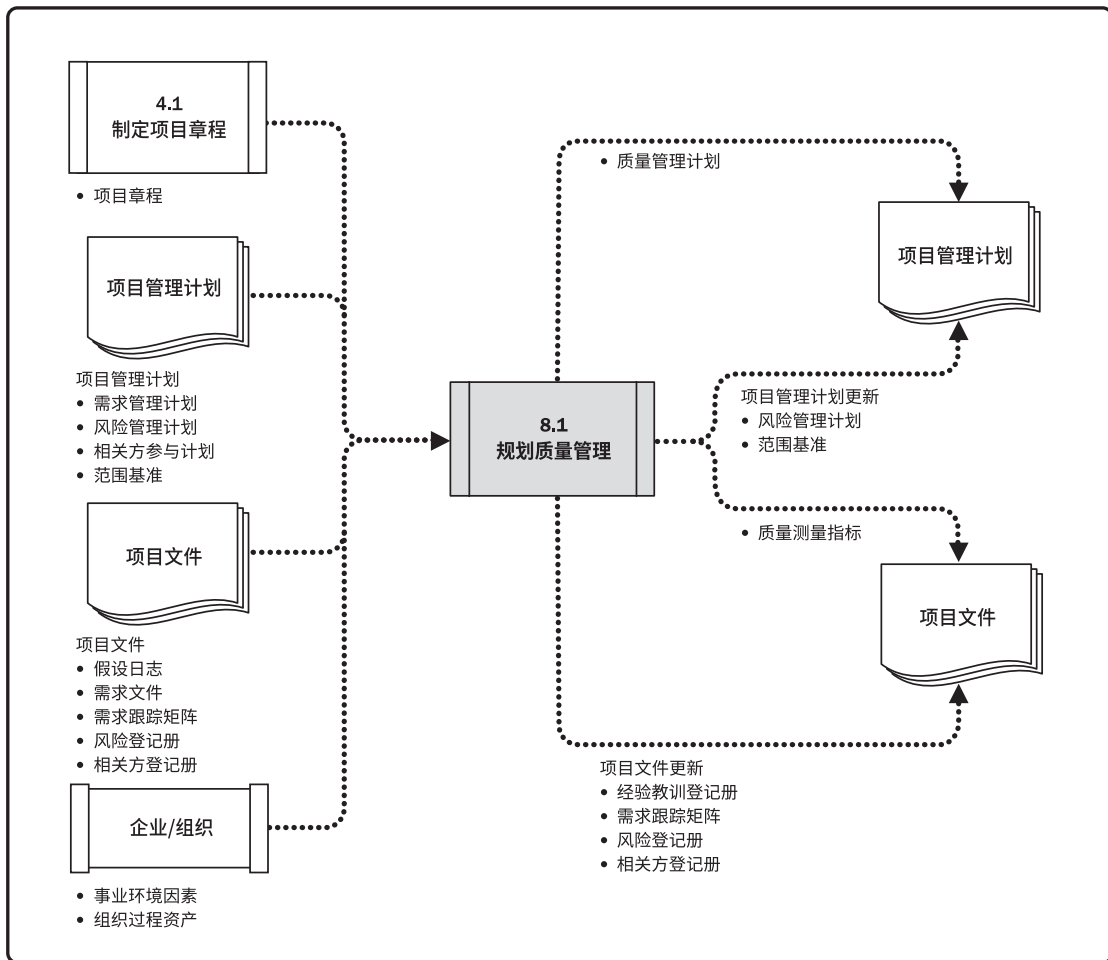 4.1
制定项目章程
• 项目章程
项目管理计划
项目管理计划
• 需求管理计划
• 风险管理计划
• 相关方参与计划
• 范围基准
项目文件
项目文件
• 假设日志
• 需求文件
• 需求跟踪矩阵
• 风险登记册
• 相关方登记册
企业/组织
• 事业环境因素
• 组织过程资产
8.1
规划质量管理
• 质量管理计划
项目管理计划
项目管理计划更新
• 风险管理计划
• 范围基准
• 质量测量指标
项目文件
项目文件更新
• 经验教训登记册
• 需求跟踪矩阵
• 风险登记册
• 相关方登记册